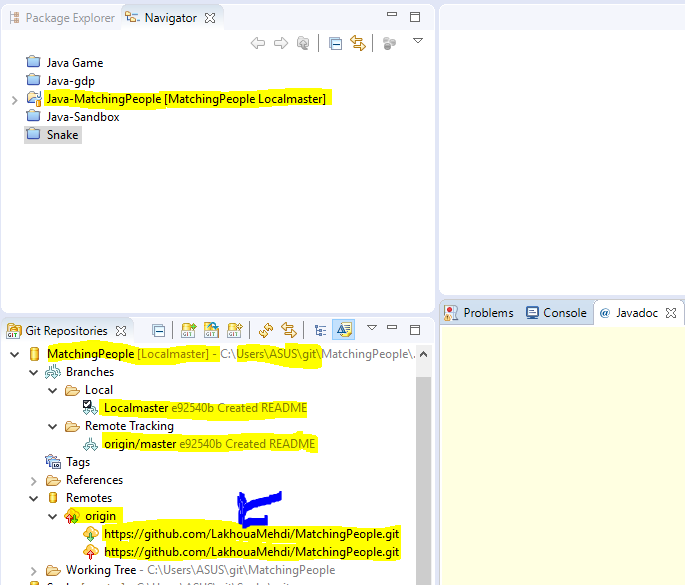 Package Explorer Navigator
Java Game
Java-gdp
Java-MatchingPeople [MatchingPeople Localmaster]
Java-Sandbox
Snake
Git Repositories
MatchingPeople [Localmaster] - C:\Users\ASUS\git\MatchingPeople\.
Branches
Local
Localmaster e92540b Created README
Remote Tracking
origin/master e92540b Created README
Tags
References
Remotes
origin
https://github.com/LakhouaMehdi/MatchingPeople.git
https://github.com/LakhouaMehdi/MatchingPeople.git
Working Tree - C:\Users\ASUS\git\MatchingPeople
Problems Console @ Javadoc